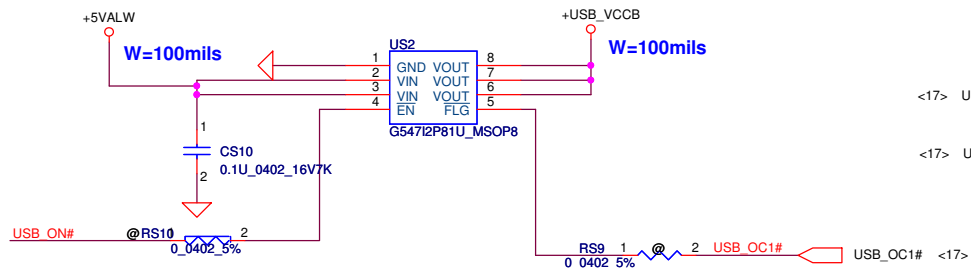 +5VALW
+USB_VCCB
W=100mils
W=100mils
US2
1 GND VOUT 8
2 VIN VOUT 7
3 VIN VOUT 6
4 EN FLG 5
G547I2P81U_MSOP8
<17> U
1
CS10
0.1U_0402_16V7K
2
<17> U
USB_ON#
@RS10 1 2
0_0402_5%
RS9 1 @ 2 USB_OC1#
0_0402_5%
USB_OC1# <17>